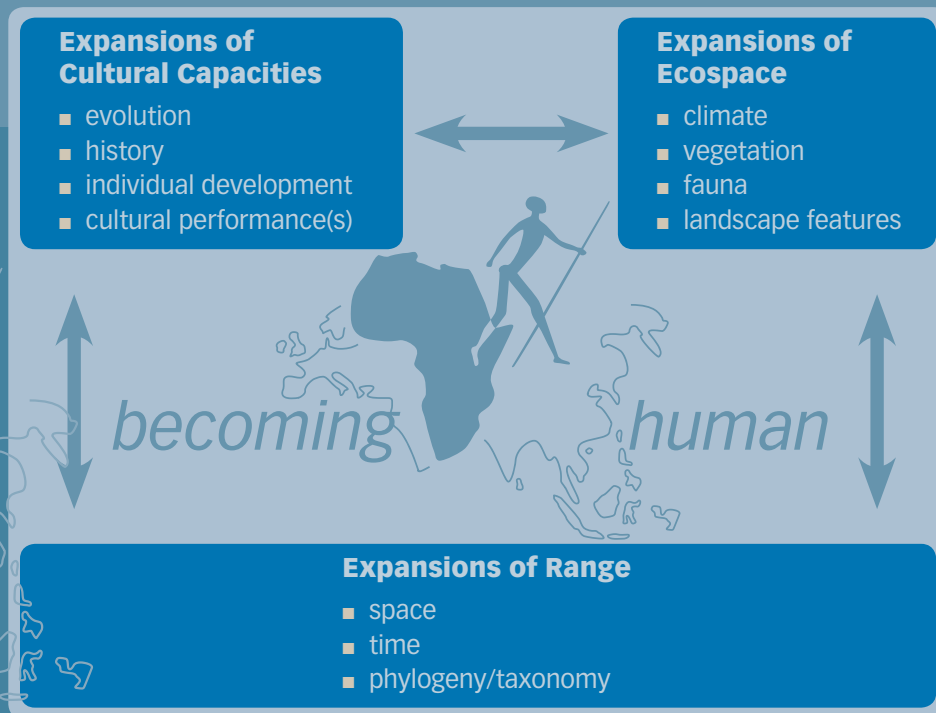 Expansions of
Cultural Capacities
■ evolution
■ history
■ individual development
■ cultural performance(s)
Expansions of
Ecospace
■ climate
■ vegetation
■ fauna
■ landscape features
becoming human
Expansions of Range
■ space
■ time
■ phylogeny/taxonomy